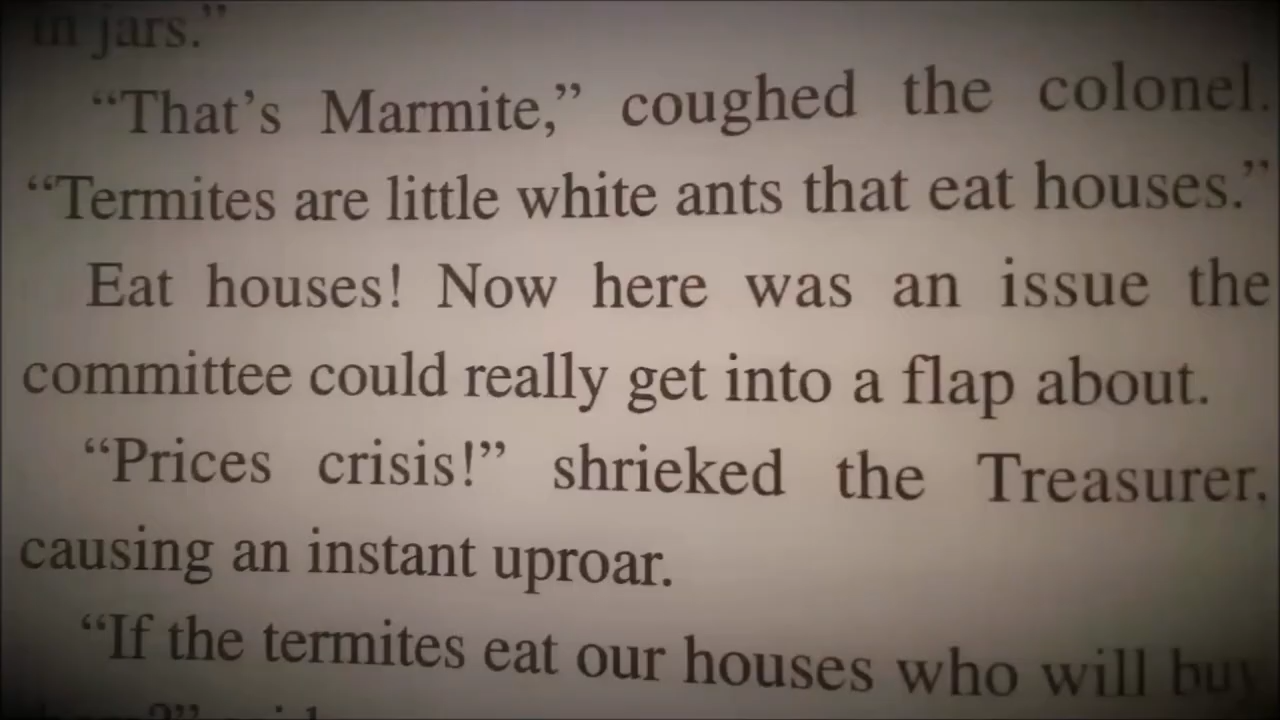 in jars.”
“That’s Marmite,” coughed the colonel.
“Termites are little white ants that eat houses.”
Eat houses! Now here was an issue the
committee could really get into a flap about.
“Prices crisis!” shrieked the Treasurer,
causing an instant uproar.
“If the termites eat our houses who will buy